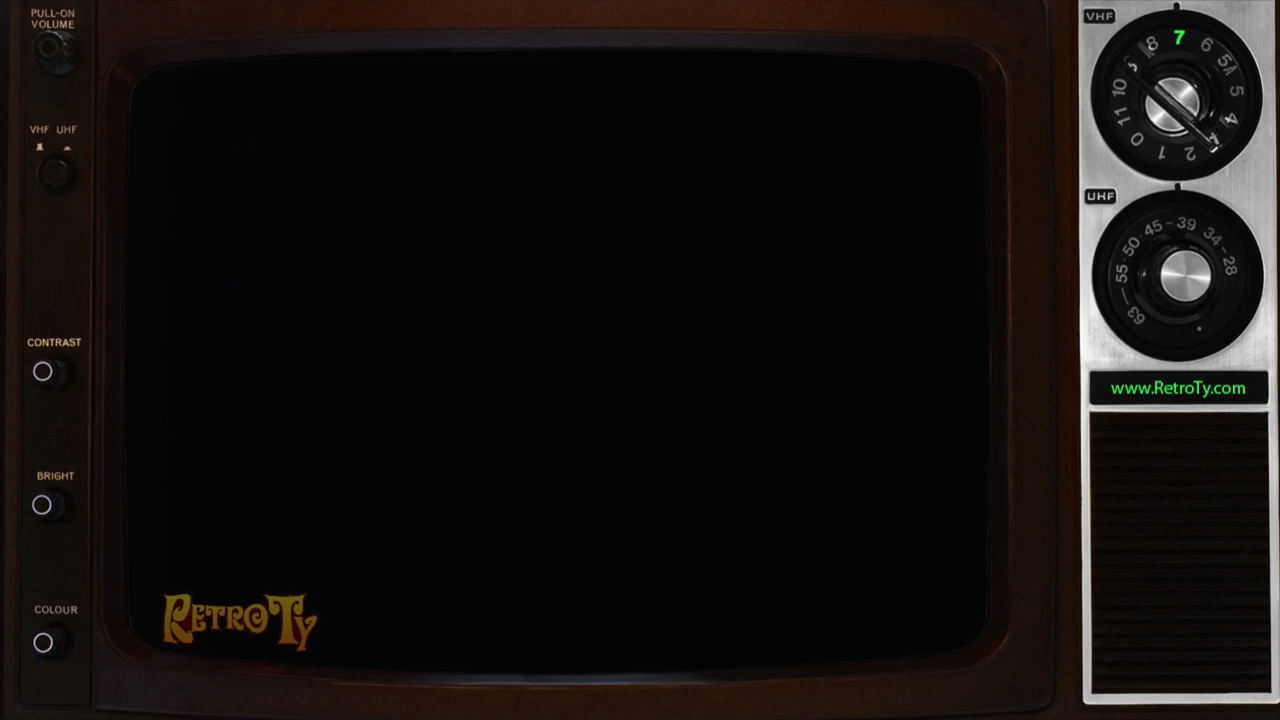 PULL-ON
VOLUME
VHF UHF
CONTRAST
BRIGHT
COLOUR
RETROTY
VHF
7 6 5A 5 4 2 1 0 11 10 9 8
UHF
63 — 55 · 50 · 45 - 39 34 - 28
www.RetroTy.com